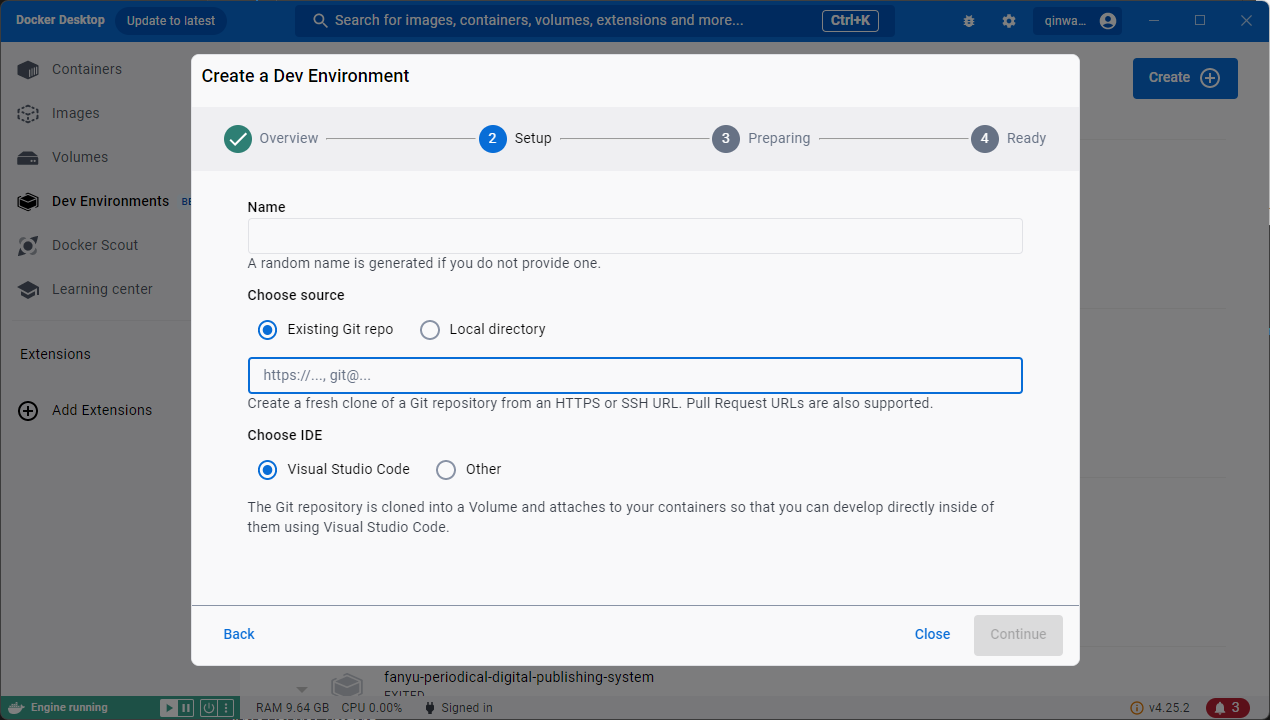 Docker Desktop
Update to latest
Search for images, containers, volumes, extensions and more...
Ctrl+K
qinwa...
Containers
Images
Volumes
Dev Environments
Docker Scout
Learning center
Extensions
Add Extensions
Create
Create a Dev Environment
Overview
2 Setup
3 Preparing
4 Ready
Name
A random name is generated if you do not provide one.
Choose source
Existing Git repo
Local directory
https://..., git@...
Create a fresh clone of a Git repository from an HTTPS or SSH URL. Pull Request URLs are also supported.
Choose IDE
Visual Studio Code
Other
The Git repository is cloned into a Volume and attaches to your containers so that you can develop directly inside of
them using Visual Studio Code.
Back
Close
Continue
fanyu-periodical-digital-publishing-system
EXITED
Engine running
RAM 9.64 GB
CPU 0.00%
Signed in
v4.25.2
3